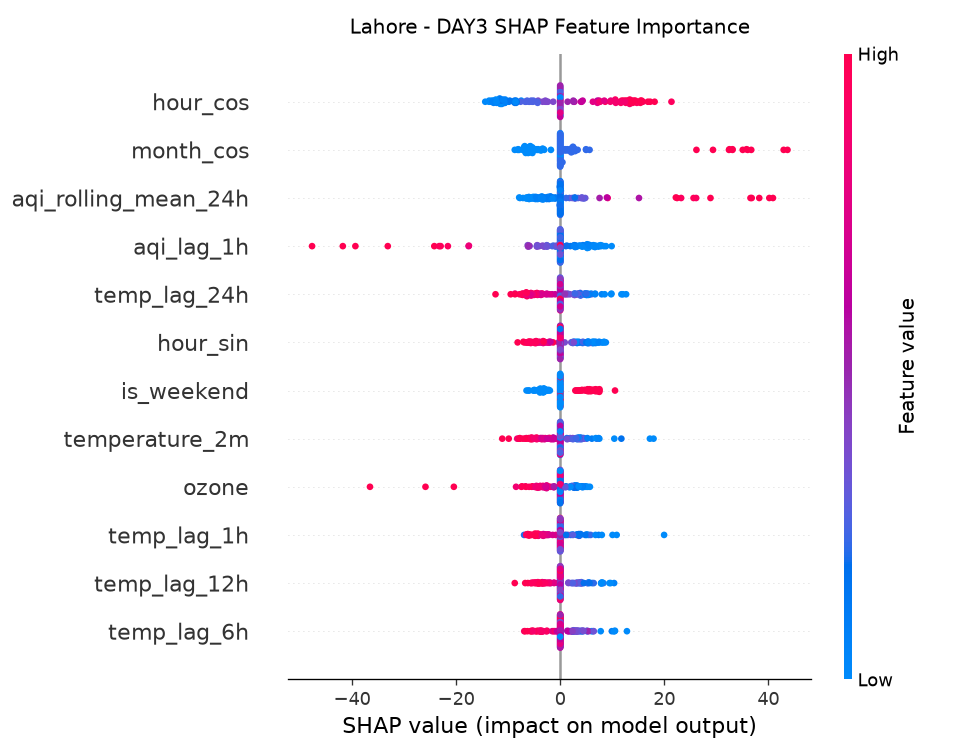 Lahore - DAY3 SHAP Feature Importance
High
hour_cos
month_cos
aqi_rolling_mean_24h
aqi_lag_1h
temp_lag_24h
hour_sin
is_weekend
temperature_2m
ozone
temp_lag_1h
temp_lag_12h
temp_lag_6h
Feature value
Low
−40 −20 0 20 40
SHAP value (impact on model output)